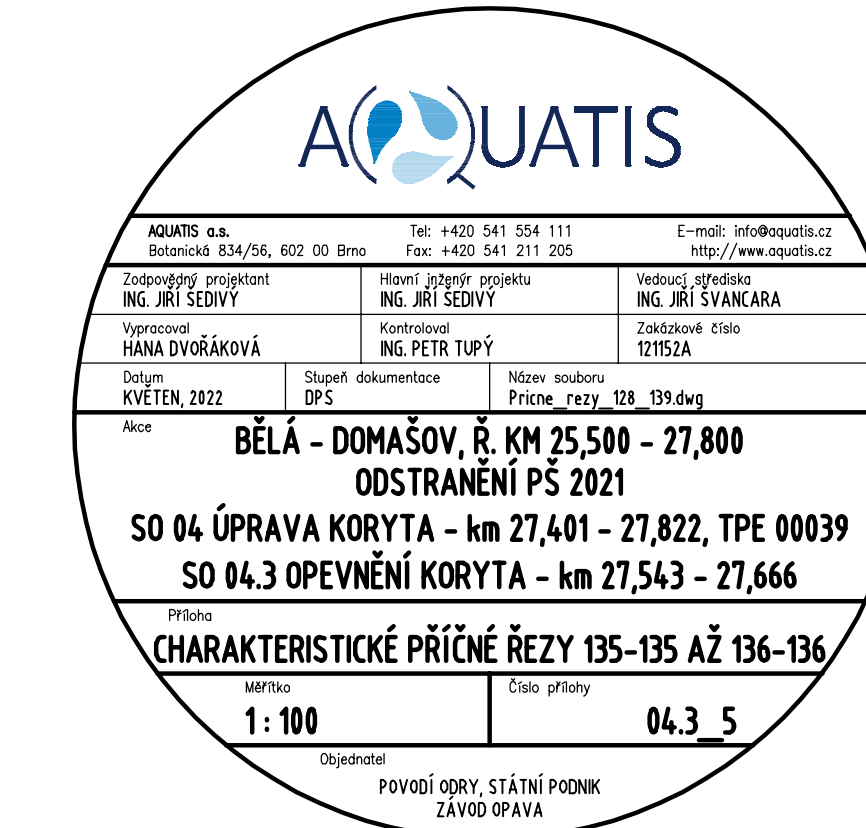 AQUATIS
AQUATIS a.s. Tel: +420 541 554 111 E-mail: info@aquatis.cz
Botanická 834/56, 602 00 Brno Fax: +420 541 211 205 http://www.aquatis.cz
Zodpovědný projektant Hlavní inženýr projektu Vedoucí střediska
ING. JIŘÍ ŠEDIVÝ ING. JIŘÍ ŠEDIVÝ ING. JIŘÍ ŠVANCARA
Vypracoval Kontroloval Zakázkové číslo
HANA DVOŘÁKOVÁ ING. PETR TUPÝ 121152A
Datum Stupeň dokumentace Název souboru
KVĚTEN, 2022 DPS Pricne_rezy_128_139.dwg
Akce
BĚLÁ - DOMAŠOV, Ř. KM 25,500 - 27,800
ODSTRANĚNÍ PŠ 2021
SO 04 ÚPRAVA KORYTA - km 27,401 - 27,822, TPE 00039
SO 04.3 OPEVNĚNÍ KORYTA - km 27,543 - 27,666
Příloha
CHARAKTERISTICKÉ PŘÍČNÉ ŘEZY 135-135 AŽ 136-136
Měřítko Číslo přílohy
1 : 100 04.3_5
Objednatel
POVODÍ ODRY, STÁTNÍ PODNIK
ZÁVOD OPAVA